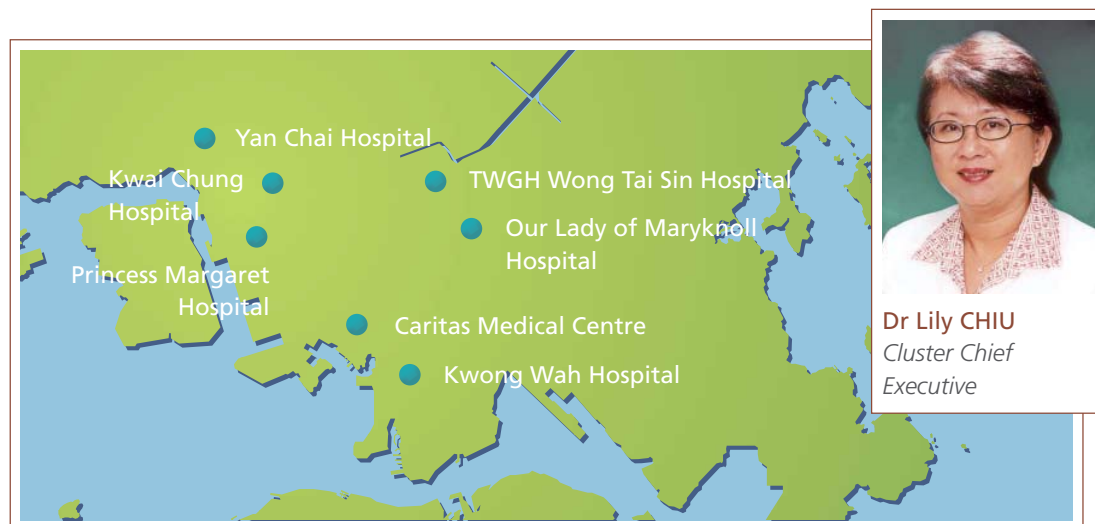 Yan Chai Hospital
Kwai Chung
Hospital
TWGH Wong Tai Sin Hospital
Our Lady of Maryknoll
Hospital
Princess Margaret
Hospital
Caritas Medical Centre
Kwong Wah Hospital
Dr Lily CHIU
Cluster Chief
Executive